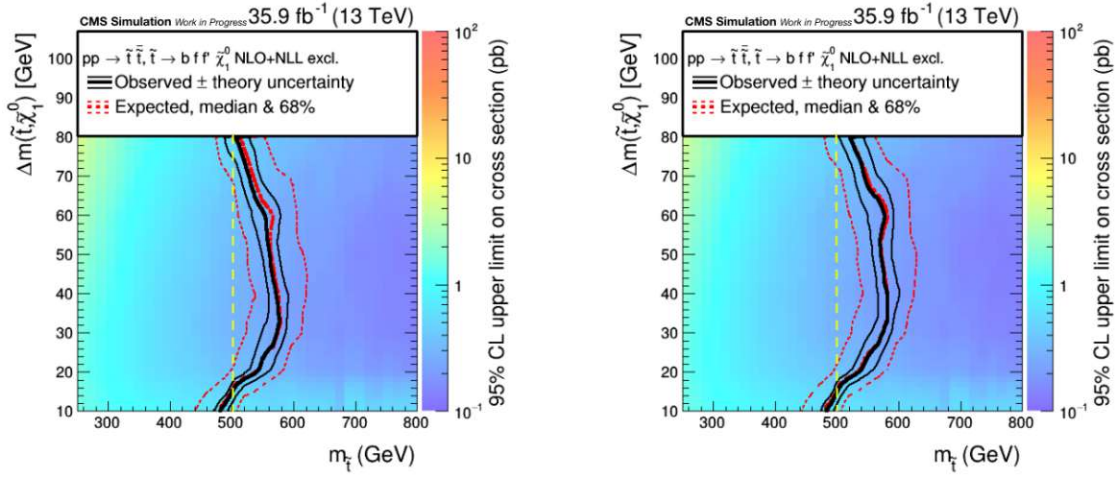 CMS Simulation Work in Progress 35.9 fb⁻¹ (13 TeV)
pp → t̃ t̃̄, t̃ → b f f' χ̃₁⁰ NLO+NLL excl.
Observed ± theory uncertainty
Expected, median & 68%
Δm(t̃,χ̃₁⁰) [GeV]
100
90
80
70
60
50
40
30
20
10
300 400 500 600 700 800
m_t̃ (GeV)
10²
10
1
10⁻¹
95% CL upper limit on cross section (pb)
CMS Simulation Work in Progress 35.9 fb⁻¹ (13 TeV)
pp → t̃ t̃̄, t̃ → b f f' χ̃₁⁰ NLO+NLL excl.
Observed ± theory uncertainty
Expected, median & 68%
Δm(t̃,χ̃₁⁰) [GeV]
100
90
80
70
60
50
40
30
20
10
300 400 500 600 700 800
m_t̃ (GeV)
10²
10
1
10⁻¹
95% CL upper limit on cross section (pb)